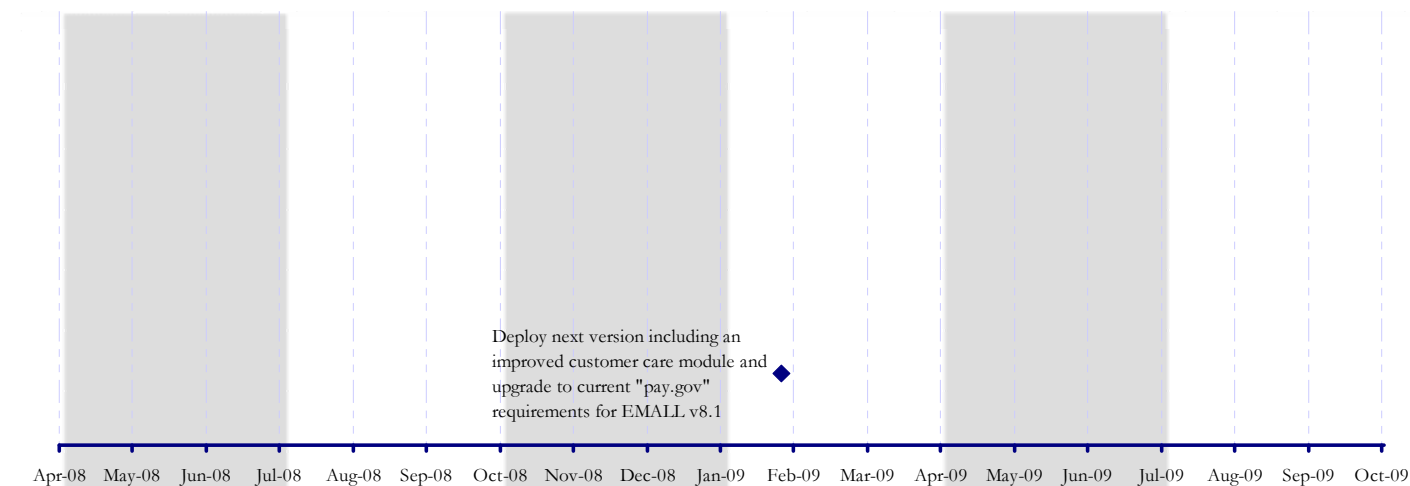 Deploy next version including an
improved customer care module and
upgrade to current "pay.gov"
requirements for EMALL v8.1
Apr-08 May-08 Jun-08 Jul-08 Aug-08 Sep-08 Oct-08 Nov-08 Dec-08 Jan-09 Feb-09 Mar-09 Apr-09 May-09 Jun-09 Jul-09 Aug-09 Sep-09 Oct-09